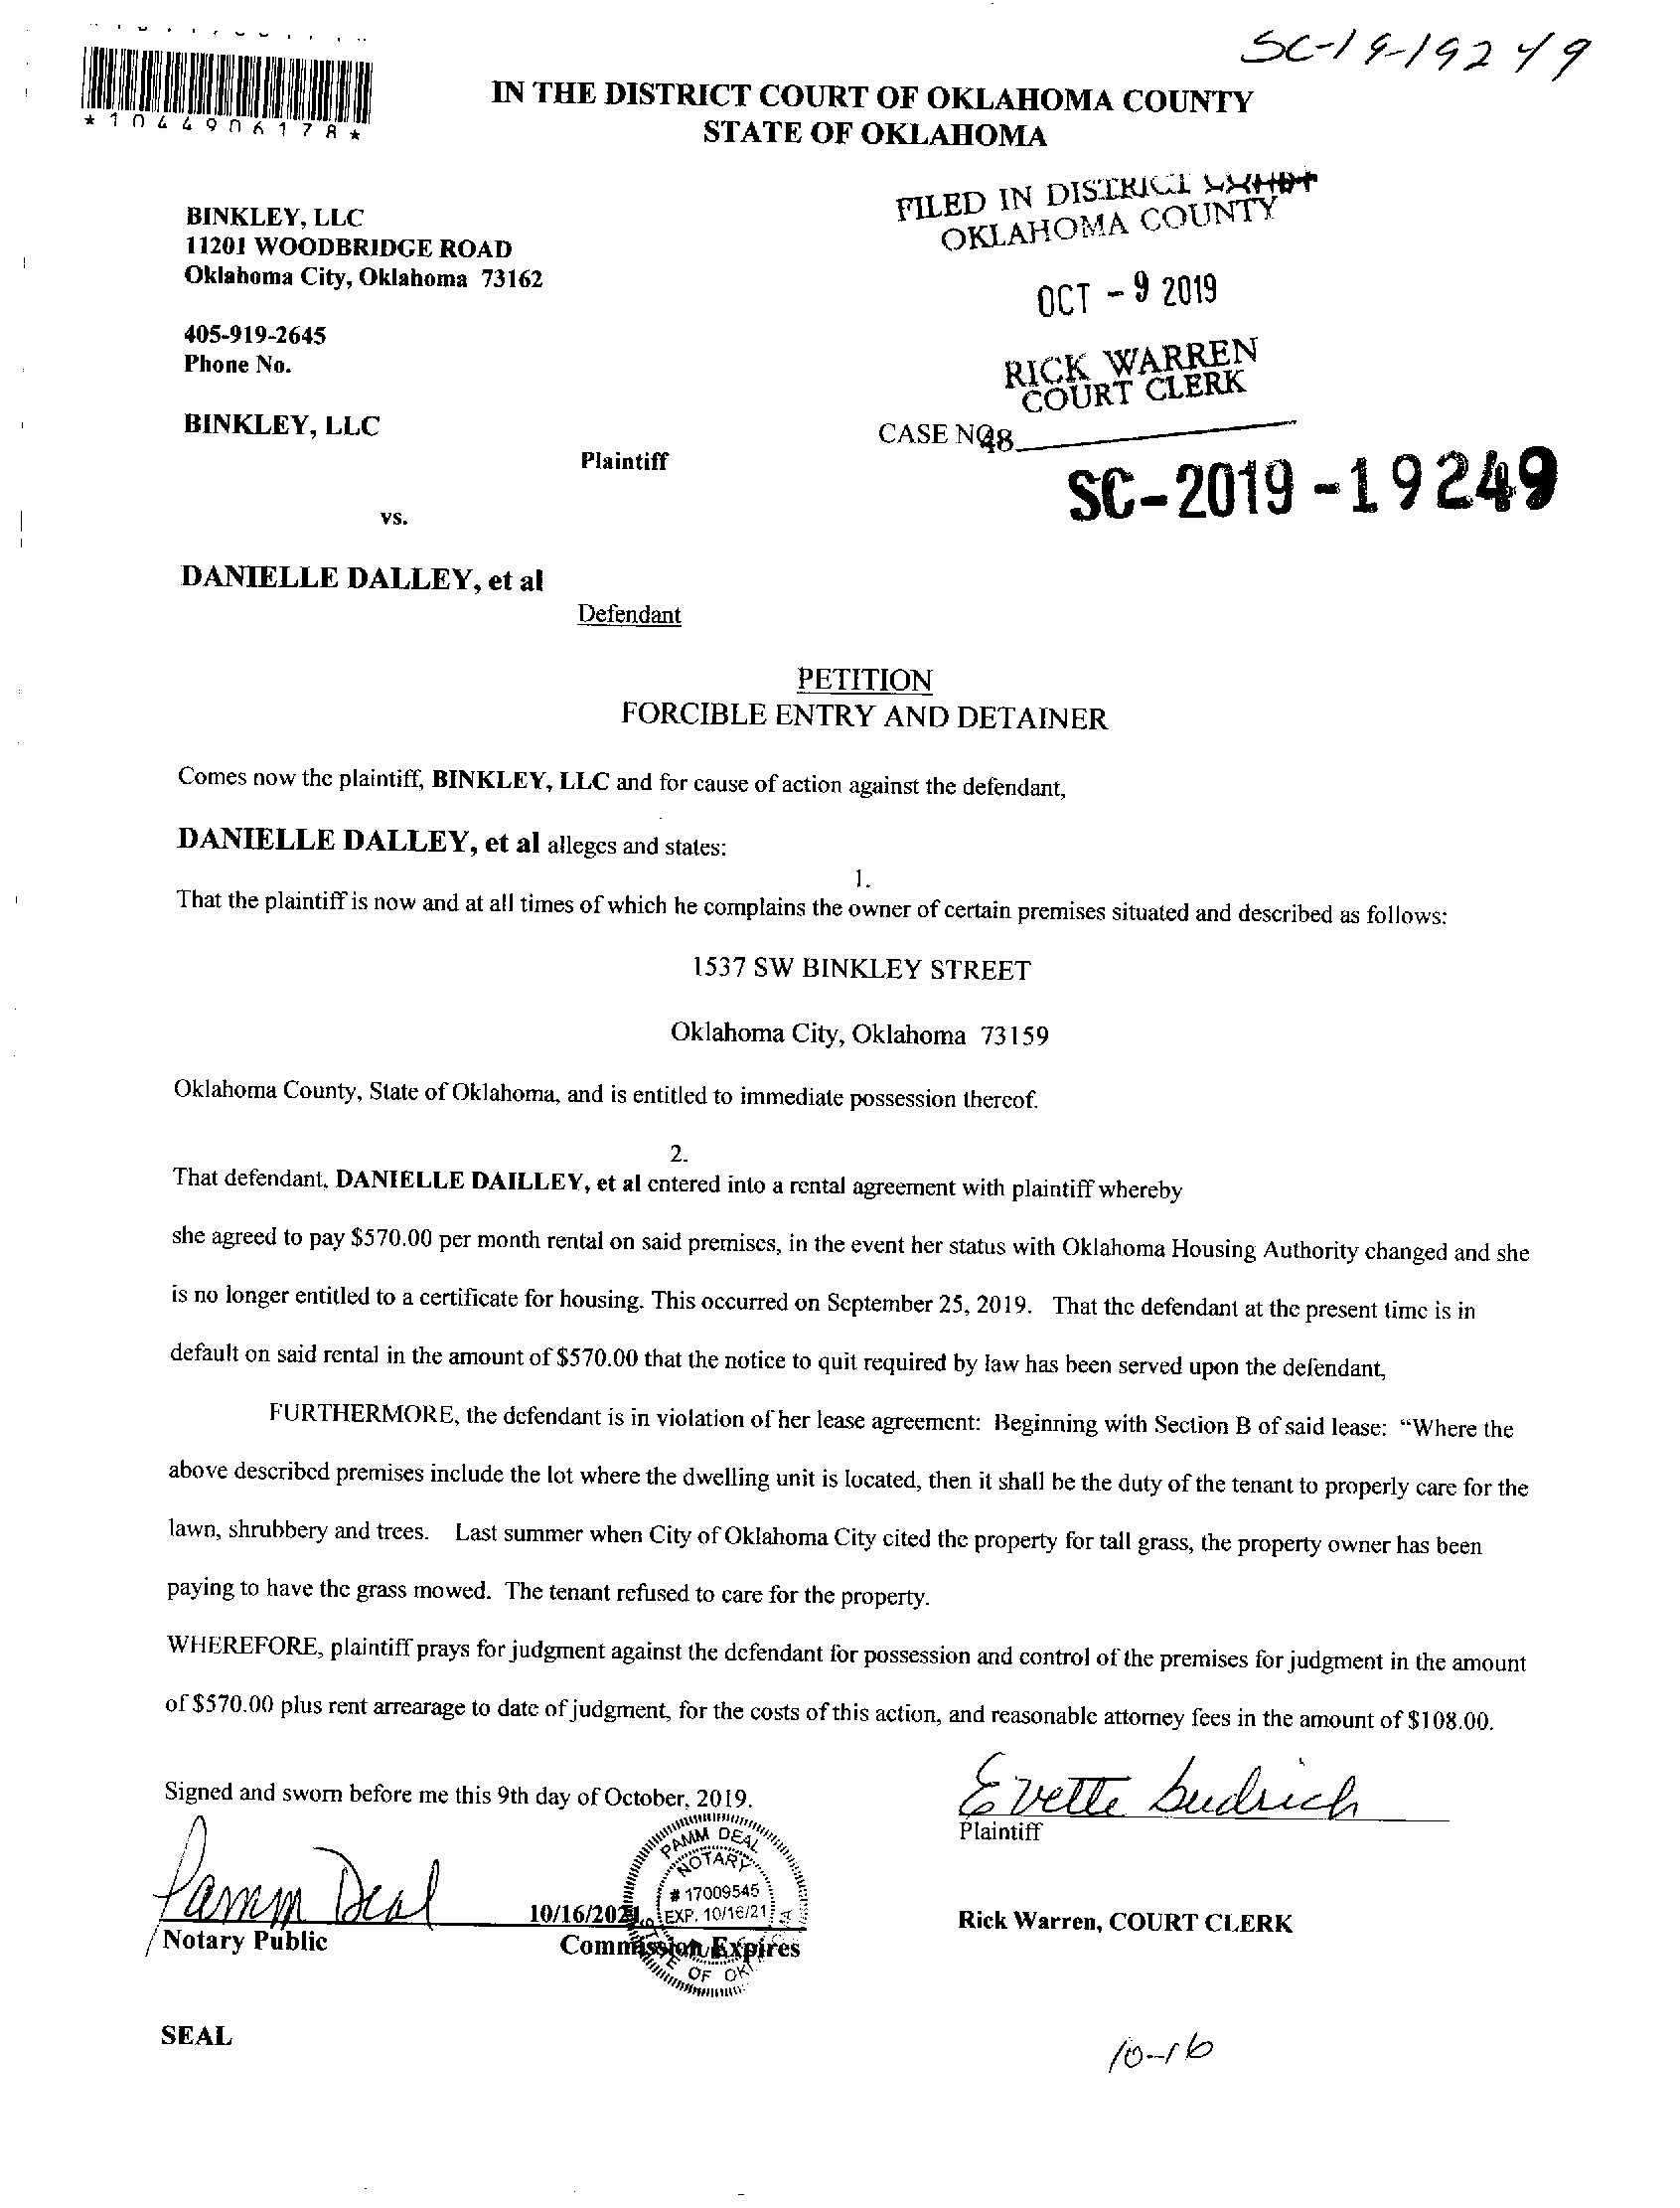 SC-19-19249
*1044906178*
IN THE DISTRICT COURT OF OKLAHOMA COUNTY
STATE OF OKLAHOMA
FILED IN DISTRICT COURT
OKLAHOMA COUNTY
BINKLEY, LLC
11201 WOODBRIDGE ROAD
Oklahoma City, Oklahoma 73162
OCT - 9 2019
405-919-2645
Phone No.
RICK WARREN
COURT CLERK
BINKLEY, LLC
CASE NO.
48
Plaintiff
SC-2019-19249
vs.
DANIELLE DALLEY, et al
Defendant
PETITION
FORCIBLE ENTRY AND DETAINER
Comes now the plaintiff, BINKLEY, LLC and for cause of action against the defendant,
DANIELLE DALLEY, et al alleges and states:
1.
That the plaintiff is now and at all times of which he complains the owner of certain premises situated and described as follows:
1537 SW BINKLEY STREET
Oklahoma City, Oklahoma 73159
Oklahoma County, State of Oklahoma, and is entitled to immediate possession thereof.
2.
That defendant, DANIELLE DAILLEY, et al entered into a rental agreement with plaintiff whereby
she agreed to pay $570.00 per month rental on said premises, in the event her status with Oklahoma Housing Authority changed and she
is no longer entitled to a certificate for housing. This occurred on September 25, 2019. That the defendant at the present time is in
default on said rental in the amount of $570.00 that the notice to quit required by law has been served upon the defendant,
FURTHERMORE, the defendant is in violation of her lease agreement: Beginning with Section B of said lease: "Where the
above described premises include the lot where the dwelling unit is located, then it shall be the duty of the tenant to properly care for the
lawn, shrubbery and trees. Last summer when City of Oklahoma City cited the property for tall grass, the property owner has been
paying to have the grass mowed. The tenant refused to care for the property.
WHEREFORE, plaintiff prays for judgment against the defendant for possession and control of the premises for judgment in the amount
of $570.00 plus rent arrearage to date of judgment, for the costs of this action, and reasonable attorney fees in the amount of $108.00.
Signed and sworn before me this 9th day of October, 2019.
Evette
Plaintiff
Pamm Deal
Notary Public
10/16/2021
Commission Expires
PAMM DEAL
NOTARY
# 17009545
EXP. 10/16/21
STATE OF OKLAHOMA
Rick Warren, COURT CLERK
SEAL
10-16